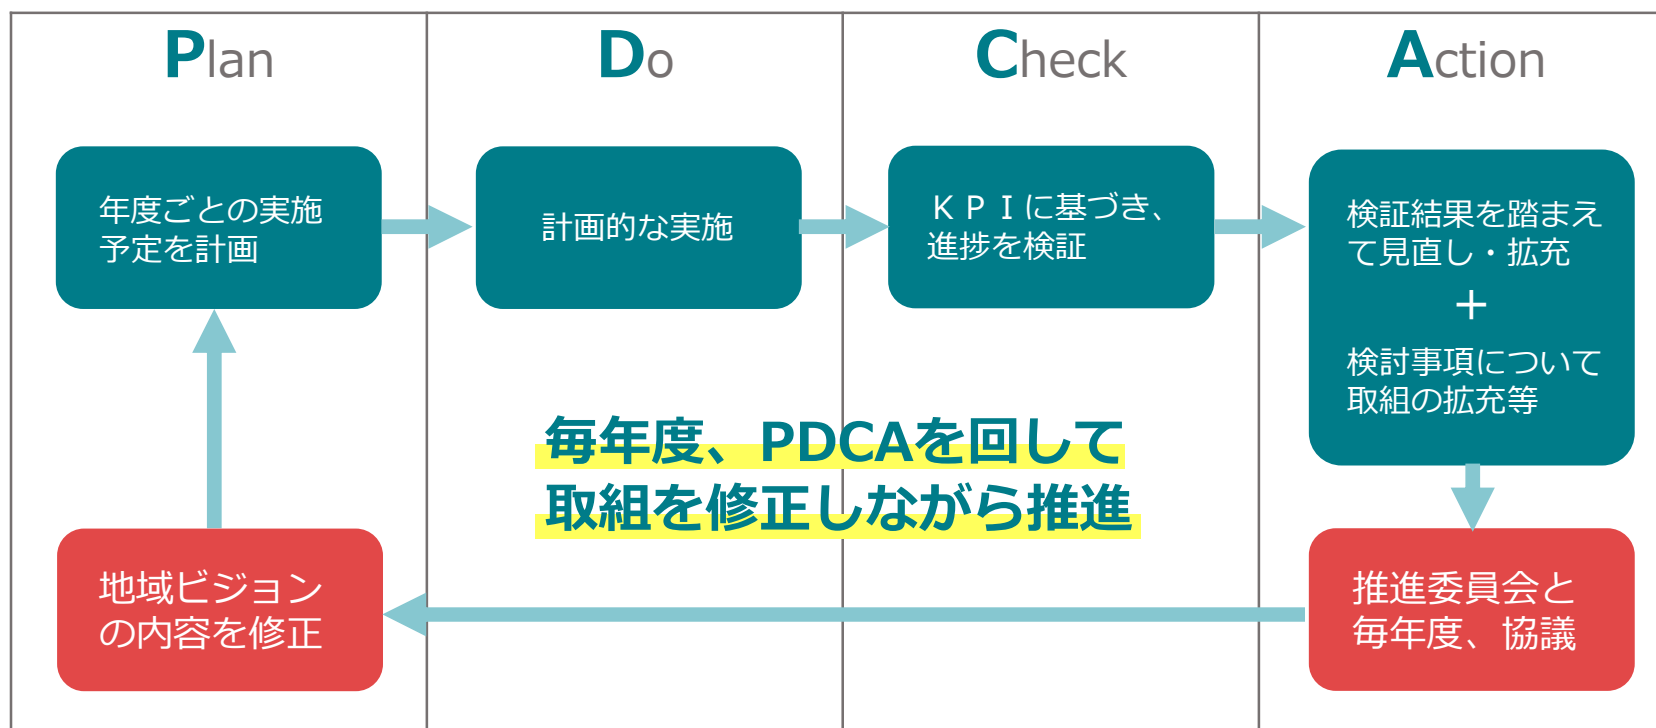 Plan
Do
Check
Action
年度ごとの実施
予定を計画
計画的な実施
ＫＰＩに基づき、
進捗を検証
検証結果を踏まえ
て見直し・拡充
＋
検討事項について
取組の拡充等
毎年度、PDCAを回して
取組を修正しながら推進
地域ビジョン
の内容を修正
推進委員会と
毎年度、協議